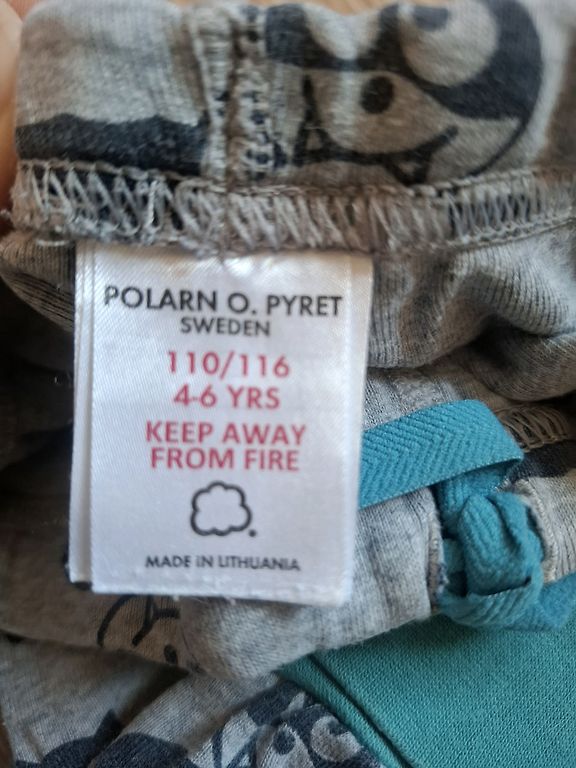 POLARN O. PYRET
SWEDEN
110/116
4-6 YRS
KEEP AWAY
FROM FIRE
MADE IN LITHUANIA